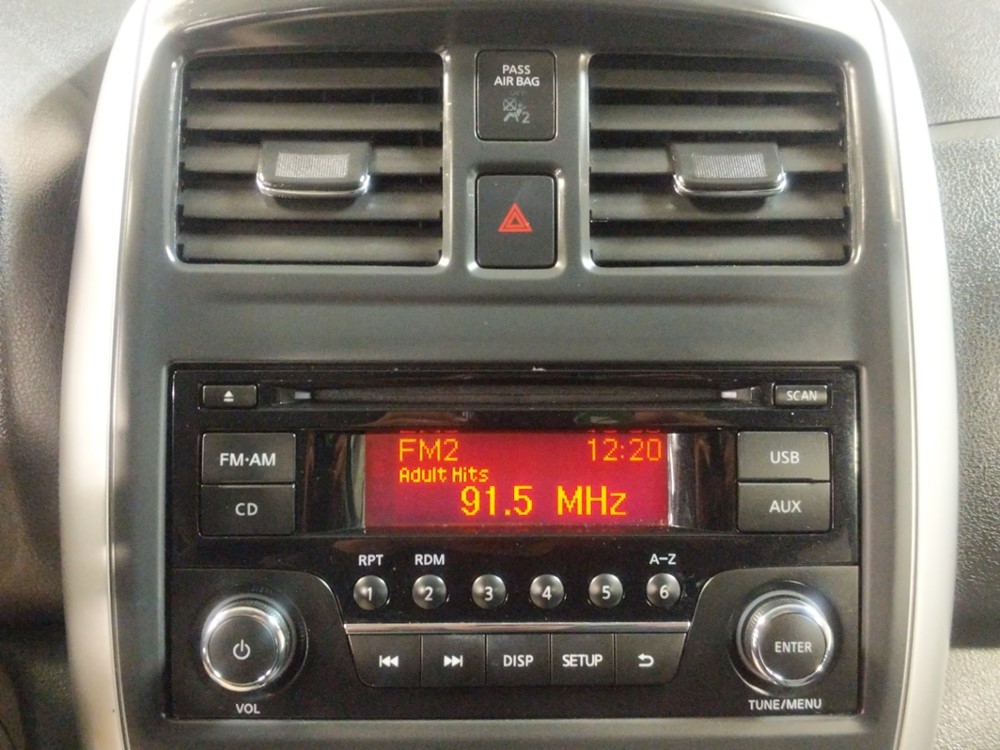 PASS
AIR BAG
2
SCAN
FM·AM
CD
FM2 12:20
Adult Hits
91.5 MHz
USB
AUX
RPT RDM A-Z
1 2 3 4 5 6
DISP SETUP
ENTER
VOL
TUNE/MENU